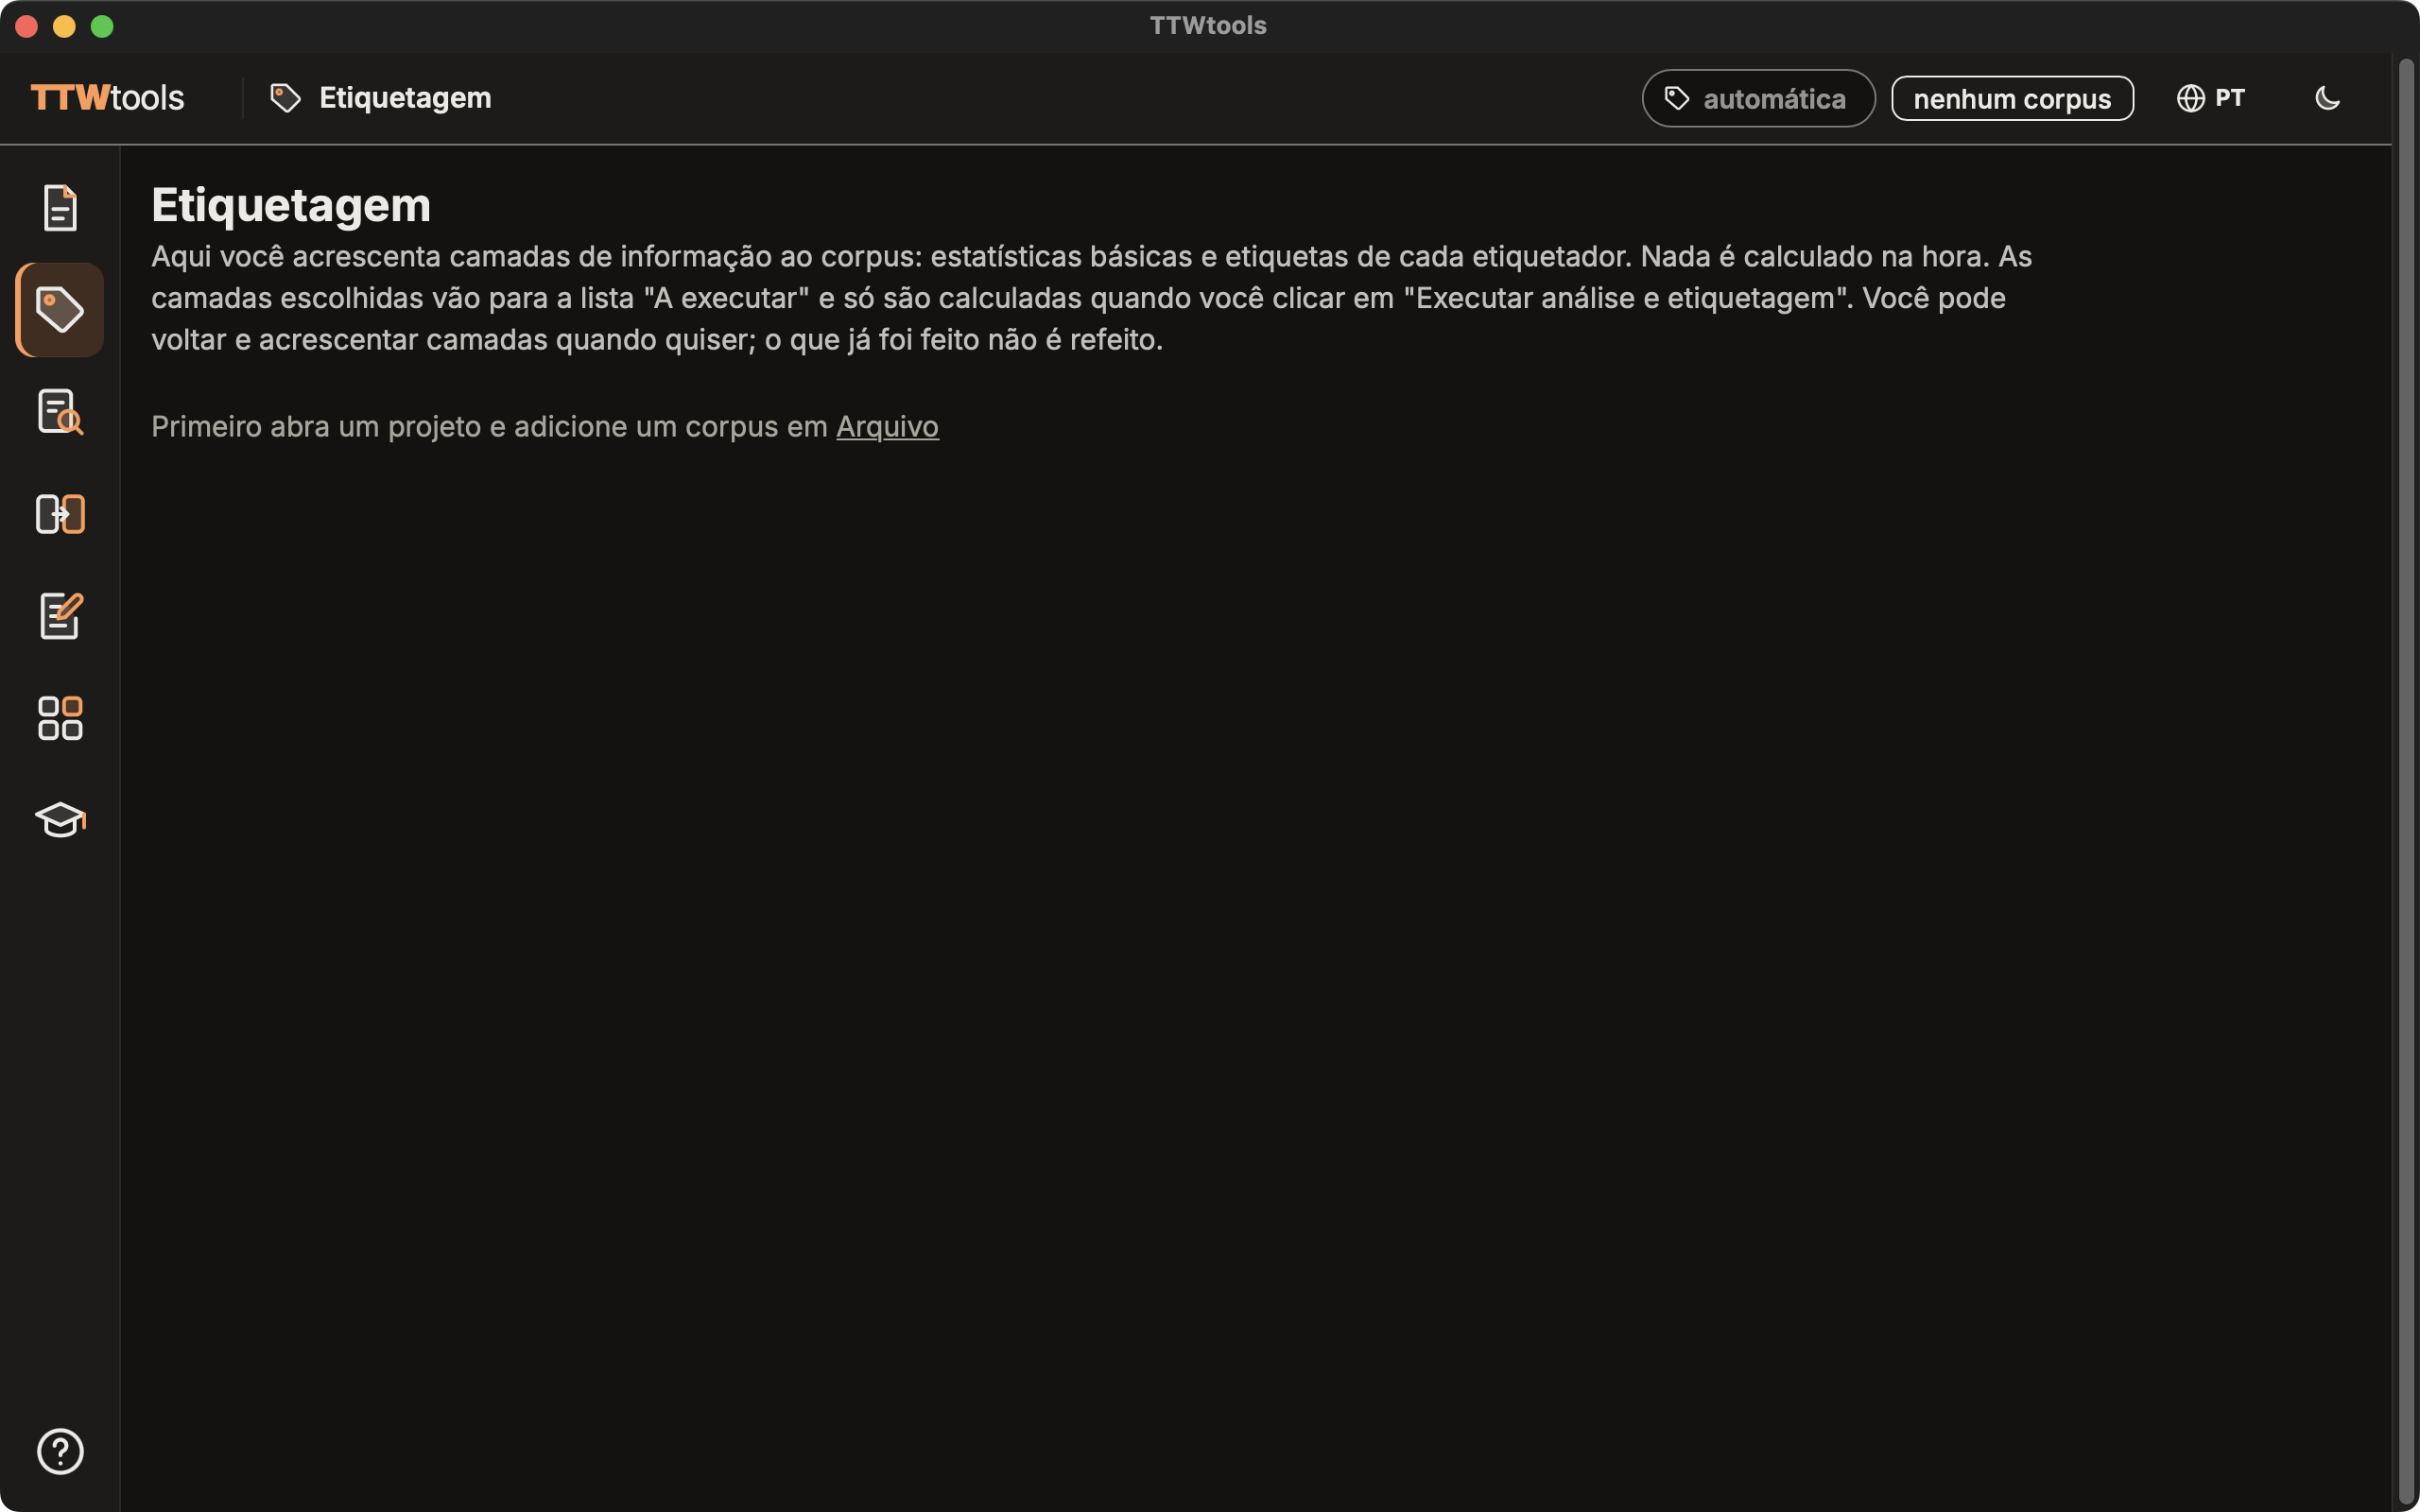 TTWtools
TTWtools
Etiquetagem
automática
nenhum corpus
PT
Etiquetagem
Aqui você acrescenta camadas de informação ao corpus: estatísticas básicas e etiquetas de cada etiquetador. Nada é calculado na hora. As
camadas escolhidas vão para a lista "A executar" e só são calculadas quando você clicar em "Executar análise e etiquetagem". Você pode
voltar e acrescentar camadas quando quiser; o que já foi feito não é refeito.
Primeiro abra um projeto e adicione um corpus em Arquivo